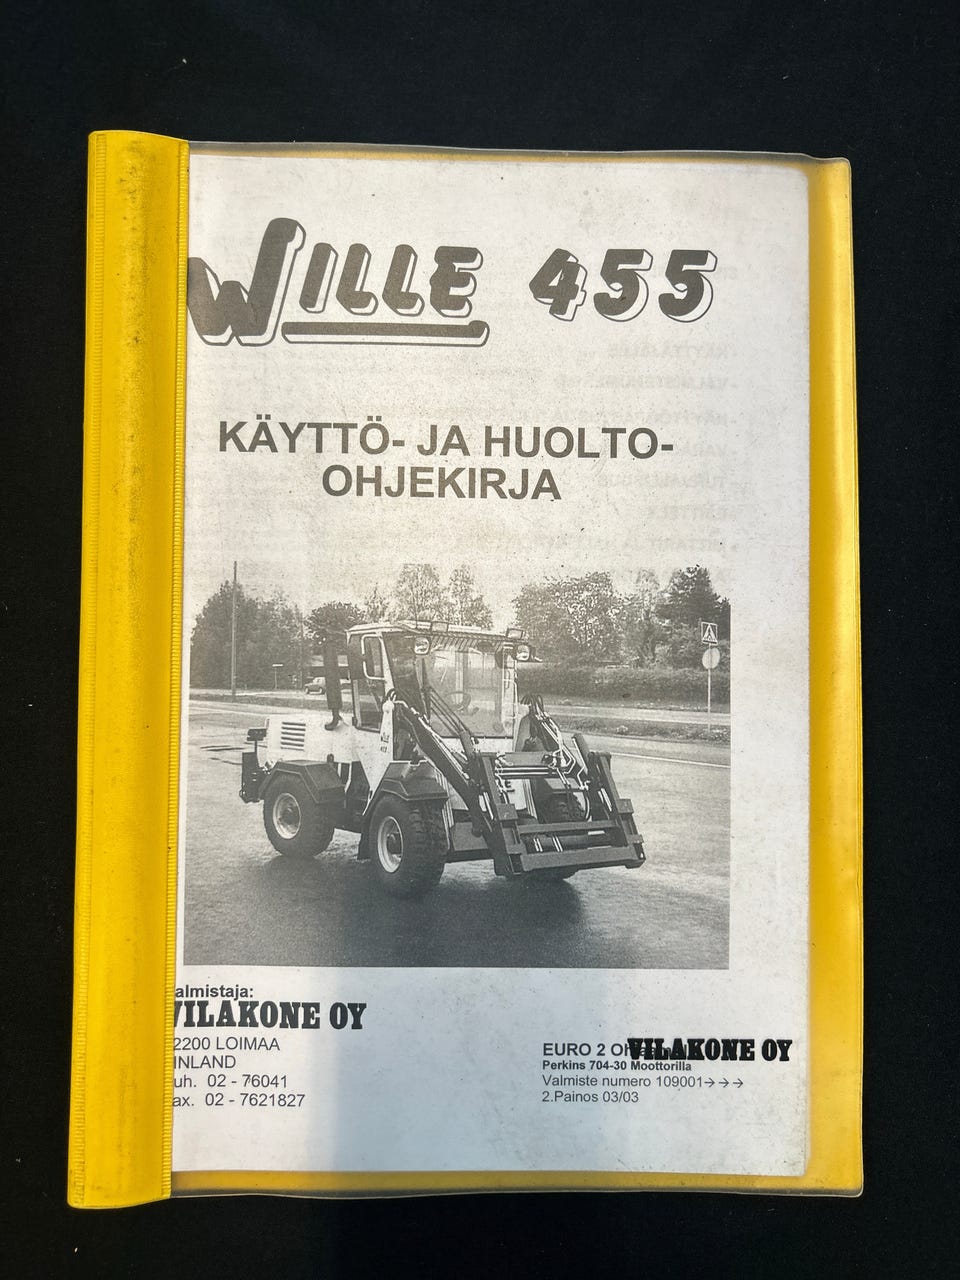 WILLE 455
KÄYTTÖ- JA HUOLTO-
OHJEKIRJA
almistaja:
VILAKONE OY
2200 LOIMAA
INLAND
uh. 02 - 76041
ax. 02 - 7621827
EURO 2 VILAKONE OY
Perkins 704-30 Moottorilla
Valmiste numero 109001→→→
2.Painos 03/03